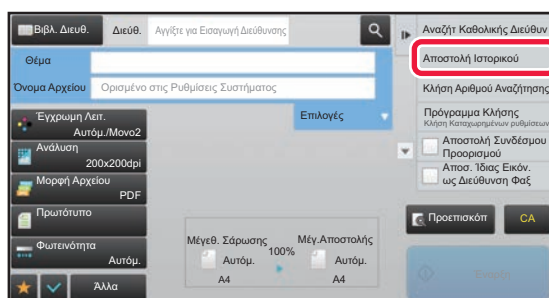 Βιβλ. Διευθ.
Διεύθ.
Αγγίξτε για Εισαγωγή Διεύθυνσης
Θέμα
Όνομα Αρχείου
Ορισμένο στις Ρυθμίσεις Συστήματος
Έγχρωμη Λειτ.
Αυτόμ./Μονο2
Επιλογές
Ανάλυση
200x200dpi
Μορφή Αρχείου
PDF
Πρωτότυπο
Φωτεινότητα
Αυτόμ.
Άλλα
Μέγεθ. Σάρωσης
Αυτόμ.
A4
100%
Μέγ.Αποστολής
Αυτόμ.
A4
Αναζήτ Καθολικής Διεύθυν
Αποστολή Ιστορικού
Κλήση Αριθμού Αναζήτησης
Πρόγραμμα Κλήσης
Κλήση Καταχωρημένων ρυθμίσεων
Αποστολή Συνδέσμου
Προορισμού
Αποσ. Ίδιας Εικόν.
ως Διεύθυνση Φαξ
Προεπισκόπ
CA